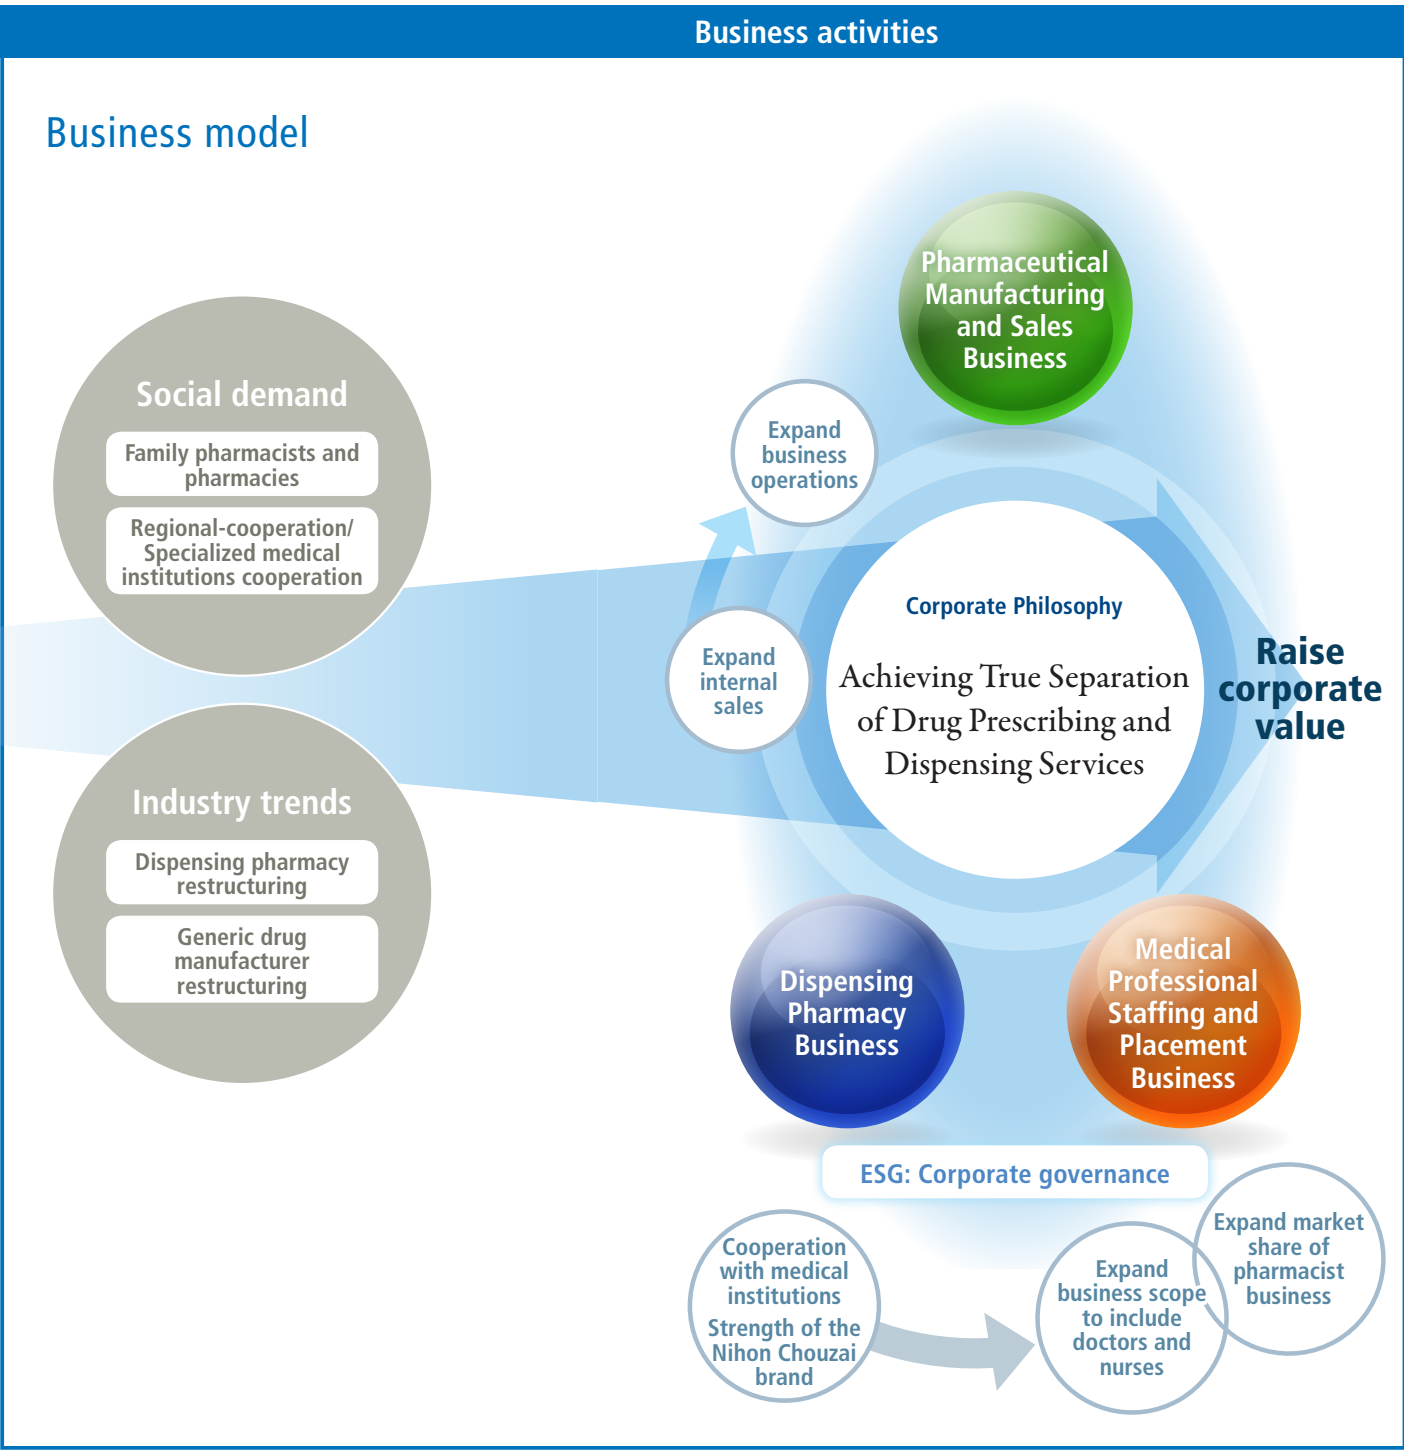 Business activities
Business model
Social demand
Family pharmacists and
pharmacies
Regional-cooperation/
Specialized medical
institutions cooperation
Industry trends
Dispensing pharmacy
restructuring
Generic drug
manufacturer
restructuring
Pharmaceutical
Manufacturing
and Sales
Business
Expand
business
operations
Expand
internal
sales
Corporate Philosophy
Achieving True Separation
of Drug Prescribing and
Dispensing Services
Raise
corporate
value
Dispensing
Pharmacy
Business
Medical
Professional
Staffing and
Placement
Business
ESG: Corporate governance
Cooperation
with medical
institutions
Strength of the
Nihon Chouzai
brand
Expand
business scope
to include
doctors and
nurses
Expand market
share of
pharmacist
business